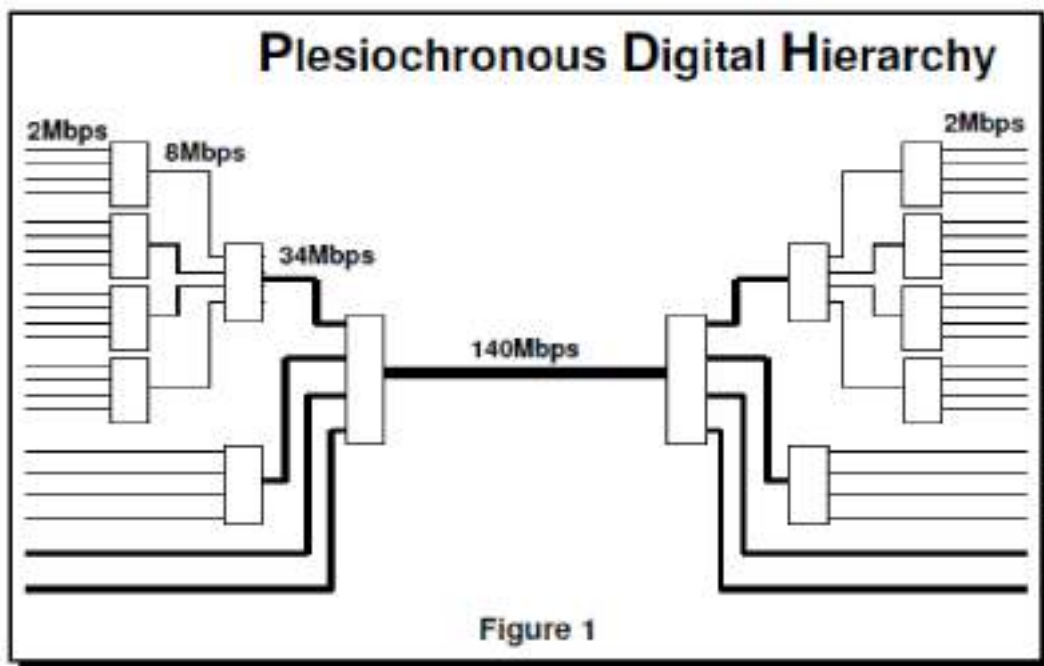 Plesiochronous Digital Hierarchy
2Mbps
2Mbps
8Mbps
34Mbps
140Mbps
Figure 1